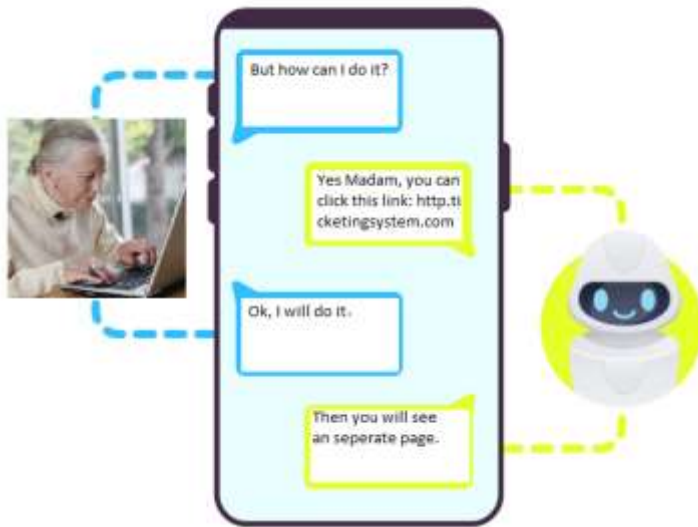 But how can I do it?
Yes Madam, you can
click this link: http.ti
cketingsystem.com
Ok, I will do it.
Then you will see
an seperate page.